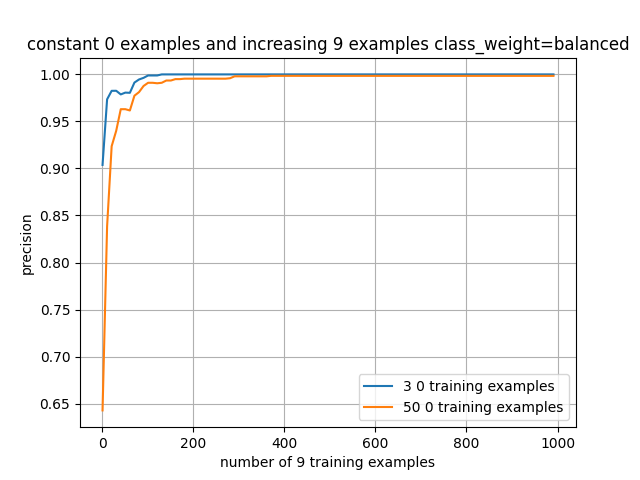 constant 0 examples and increasing 9 examples class_weight=balanced
1.00
0.95
0.90
0.85
0.80
0.75
0.70
0.65
precision
3 0 training examples
50 0 training examples
0 200 400 600 800 1000
number of 9 training examples